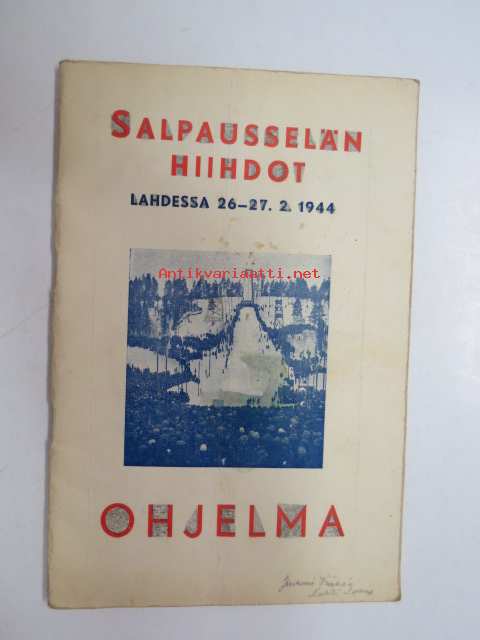 SALPAUSSELÄN
HIIHDOT
LAHDESSA 26–27. 2. 1944
Antikvariaatti.net
OHJELMA